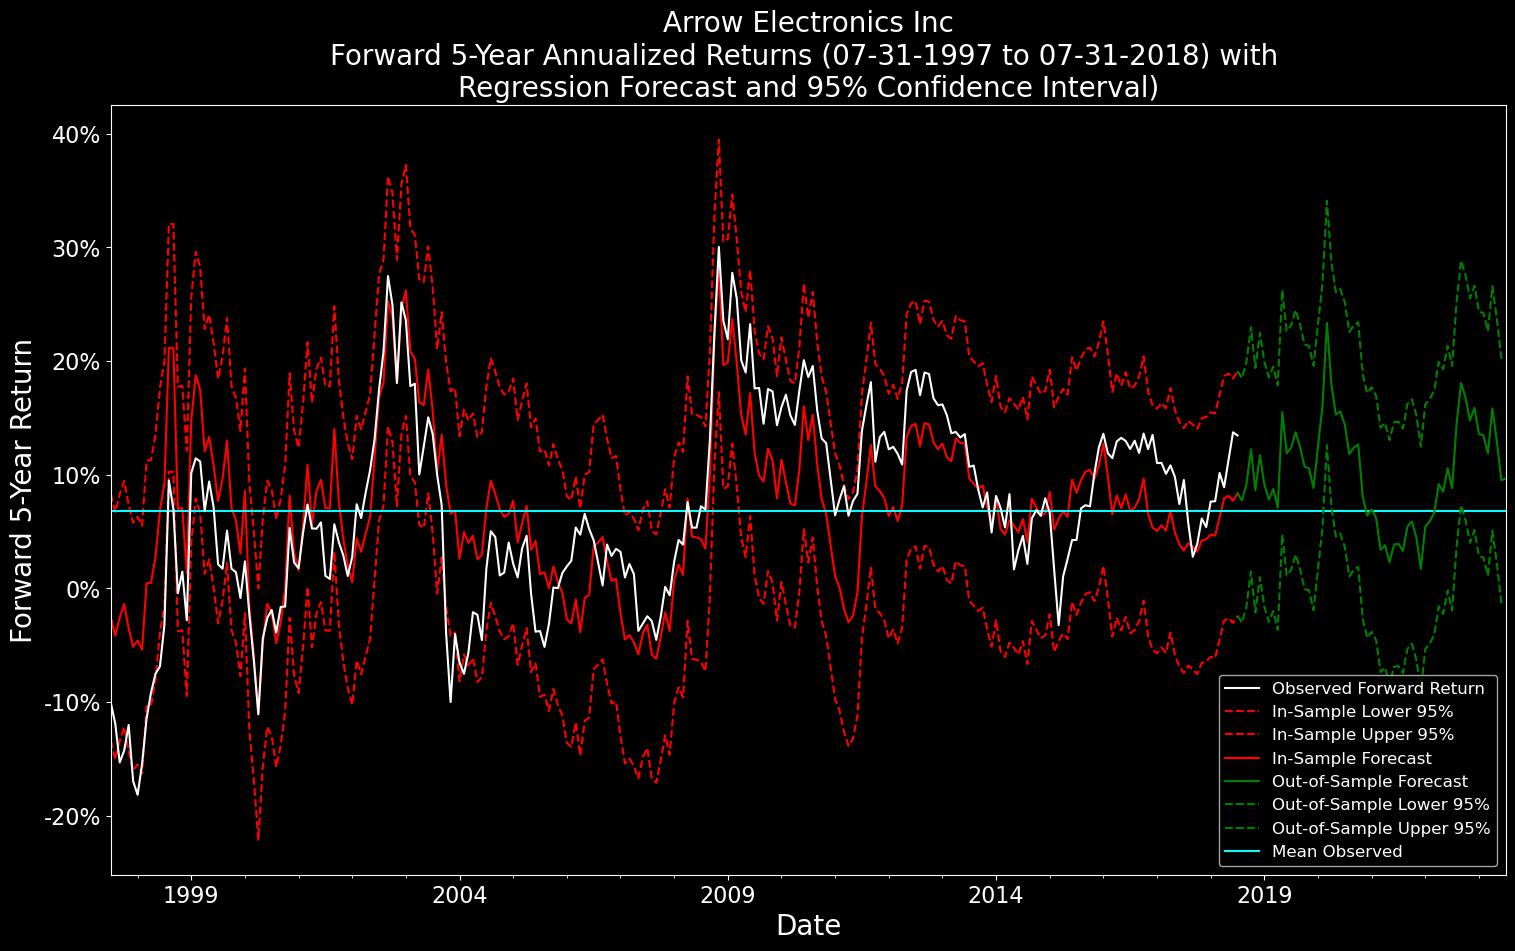 Arrow Electronics Inc
Forward 5-Year Annualized Returns (07-31-1997 to 07-31-2018) with
Regression Forecast and 95% Confidence Interval)
Forward 5-Year Return
40%
30%
20%
10%
0%
-10%
-20%
1999
2004
2009
2014
2019
Date
Observed Forward Return
In-Sample Lower 95%
In-Sample Upper 95%
In-Sample Forecast
Out-of-Sample Forecast
Out-of-Sample Lower 95%
Out-of-Sample Upper 95%
Mean Observed